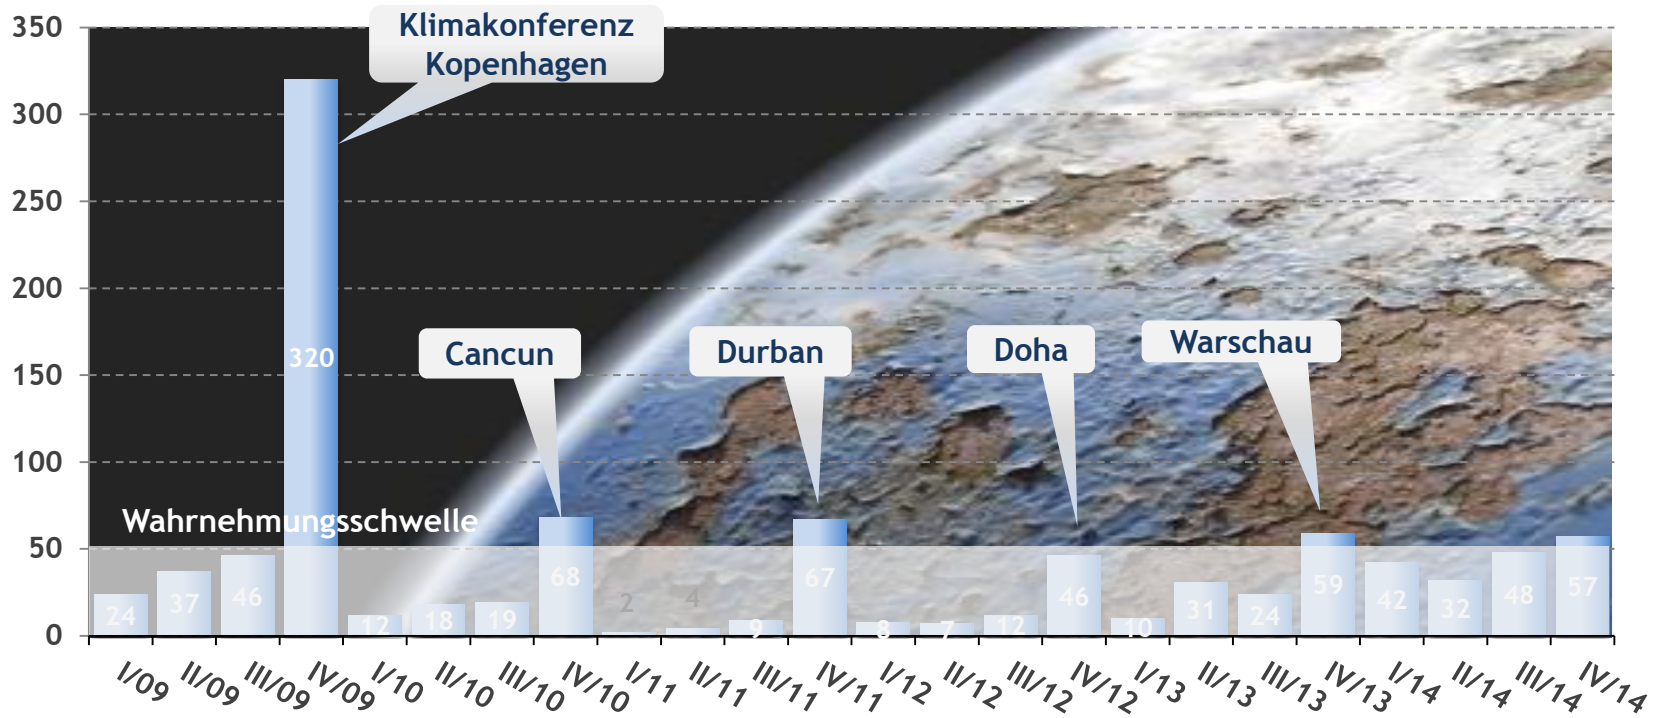 350
300
250
200
150
100
50
0
Klimakonferenz
Kopenhagen
Cancun
Durban
Doha
Warschau
Wahrnehmungsschwelle
24
37
46
320
12
18
19
68
2
4
9
67
8
7
12
46
10
31
24
59
42
32
48
57
I/09
II/09
III/09
IV/09
I/10
II/10
III/10
IV/10
I/11
II/11
III/11
IV/11
I/12
II/12
III/12
IV/12
I/13
II/13
III/13
IV/13
I/14
II/14
III/14
IV/14